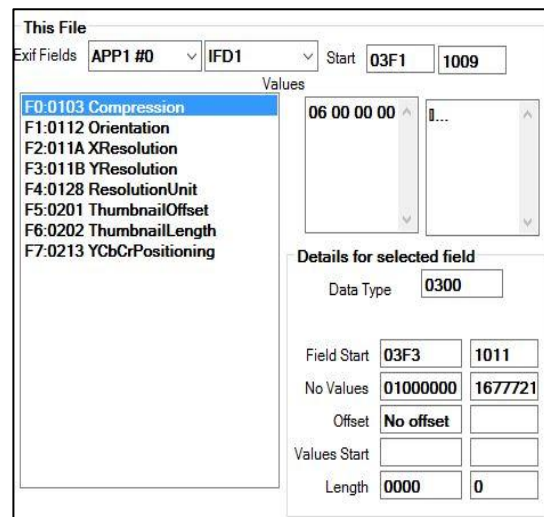 This File
Exif Fields APP1 #0 IFD1 Start 03F1 1009
Values
F0:0103 Compression
F1:0112 Orientation
F2:011A XResolution
F3:011B YResolution
F4:0128 ResolutionUnit
F5:0201 ThumbnailOffset
F6:0202 ThumbnailLength
F7:0213 YCbCrPositioning
06 00 00 00
▯...
Details for selected field
Data Type 0300
Field Start 03F3 1011
No Values 01000000 1677721
Offset No offset
Values Start
Length 0000 0